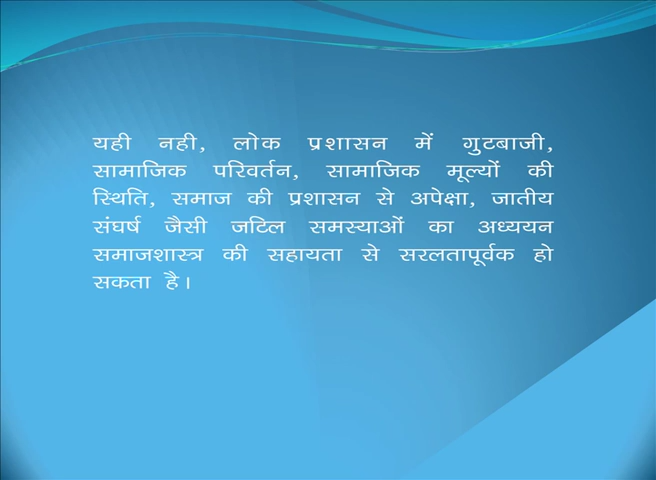 यही नही, लोक प्रशासन में गुटबाजी,
सामाजिक परिवर्तन, सामाजिक मूल्यों की
स्थिति, समाज की प्रशासन से अपेक्षा, जातीय
संघर्ष जैसी जटिल समस्याओं का अध्ययन
समाजशास्त्र की सहायता से सरलतापूर्वक हो
सकता है।